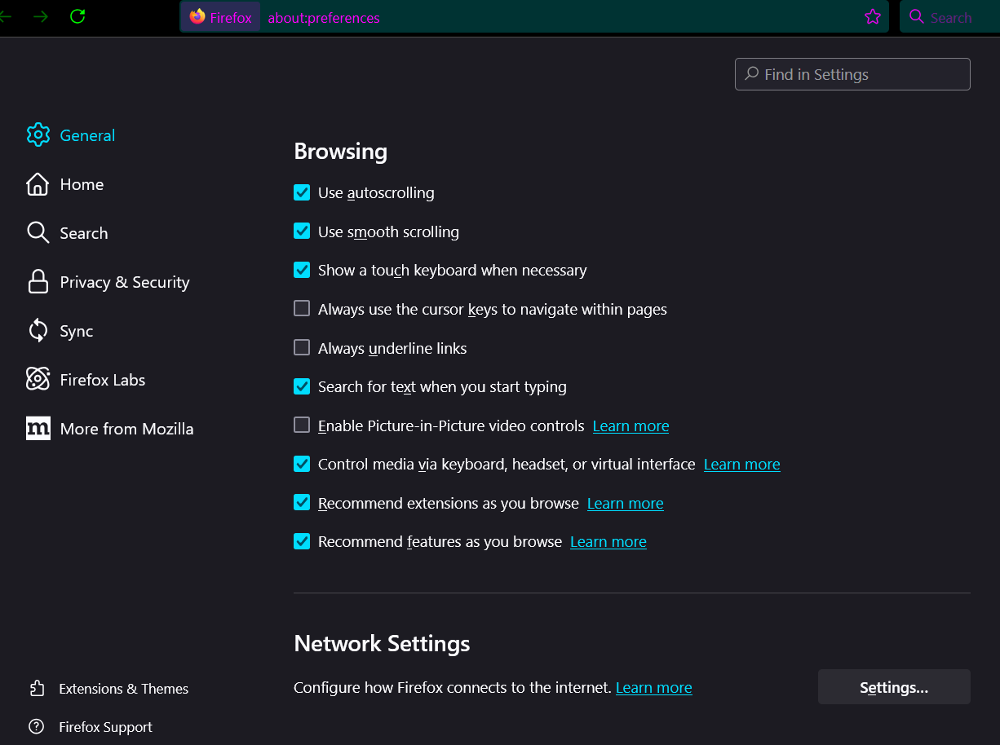 Firefox about:preferences Search
Find in Settings
General
Home
Search
Privacy & Security
Sync
Firefox Labs
m More from Mozilla
Extensions & Themes
Firefox Support
Browsing
Use autoscrolling
Use smooth scrolling
Show a touch keyboard when necessary
Always use the cursor keys to navigate within pages
Always underline links
Search for text when you start typing
Enable Picture-in-Picture video controls Learn more
Control media via keyboard, headset, or virtual interface Learn more
Recommend extensions as you browse Learn more
Recommend features as you browse Learn more
Network Settings
Configure how Firefox connects to the internet. Learn more Settings...